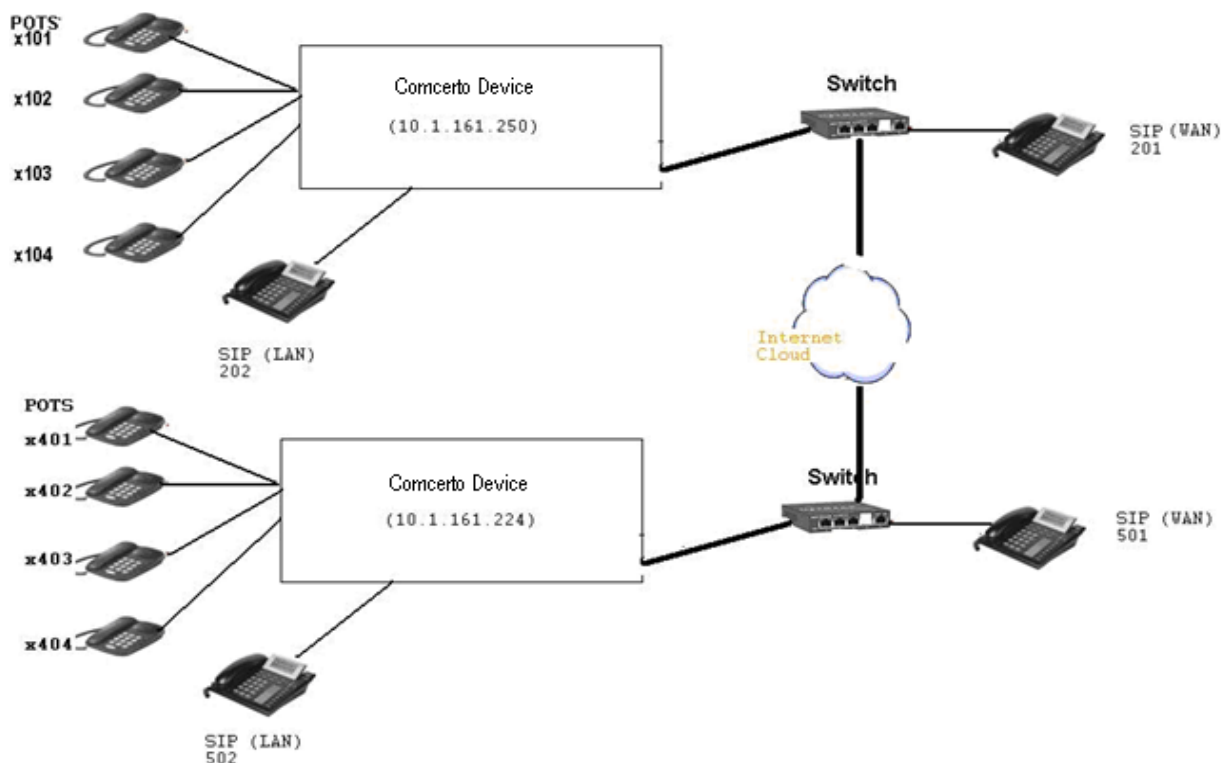 POTS
x101
x102
x103
x104
Comcerto Device
(10.1.161.250)
Switch
SIP (WAN)
201
SIP (LAN)
202
Internet
Cloud
POTS
x401
x402
x403
x404
Comcerto Device
(10.1.161.224)
Switch
SIP (WAN)
501
SIP (LAN)
502